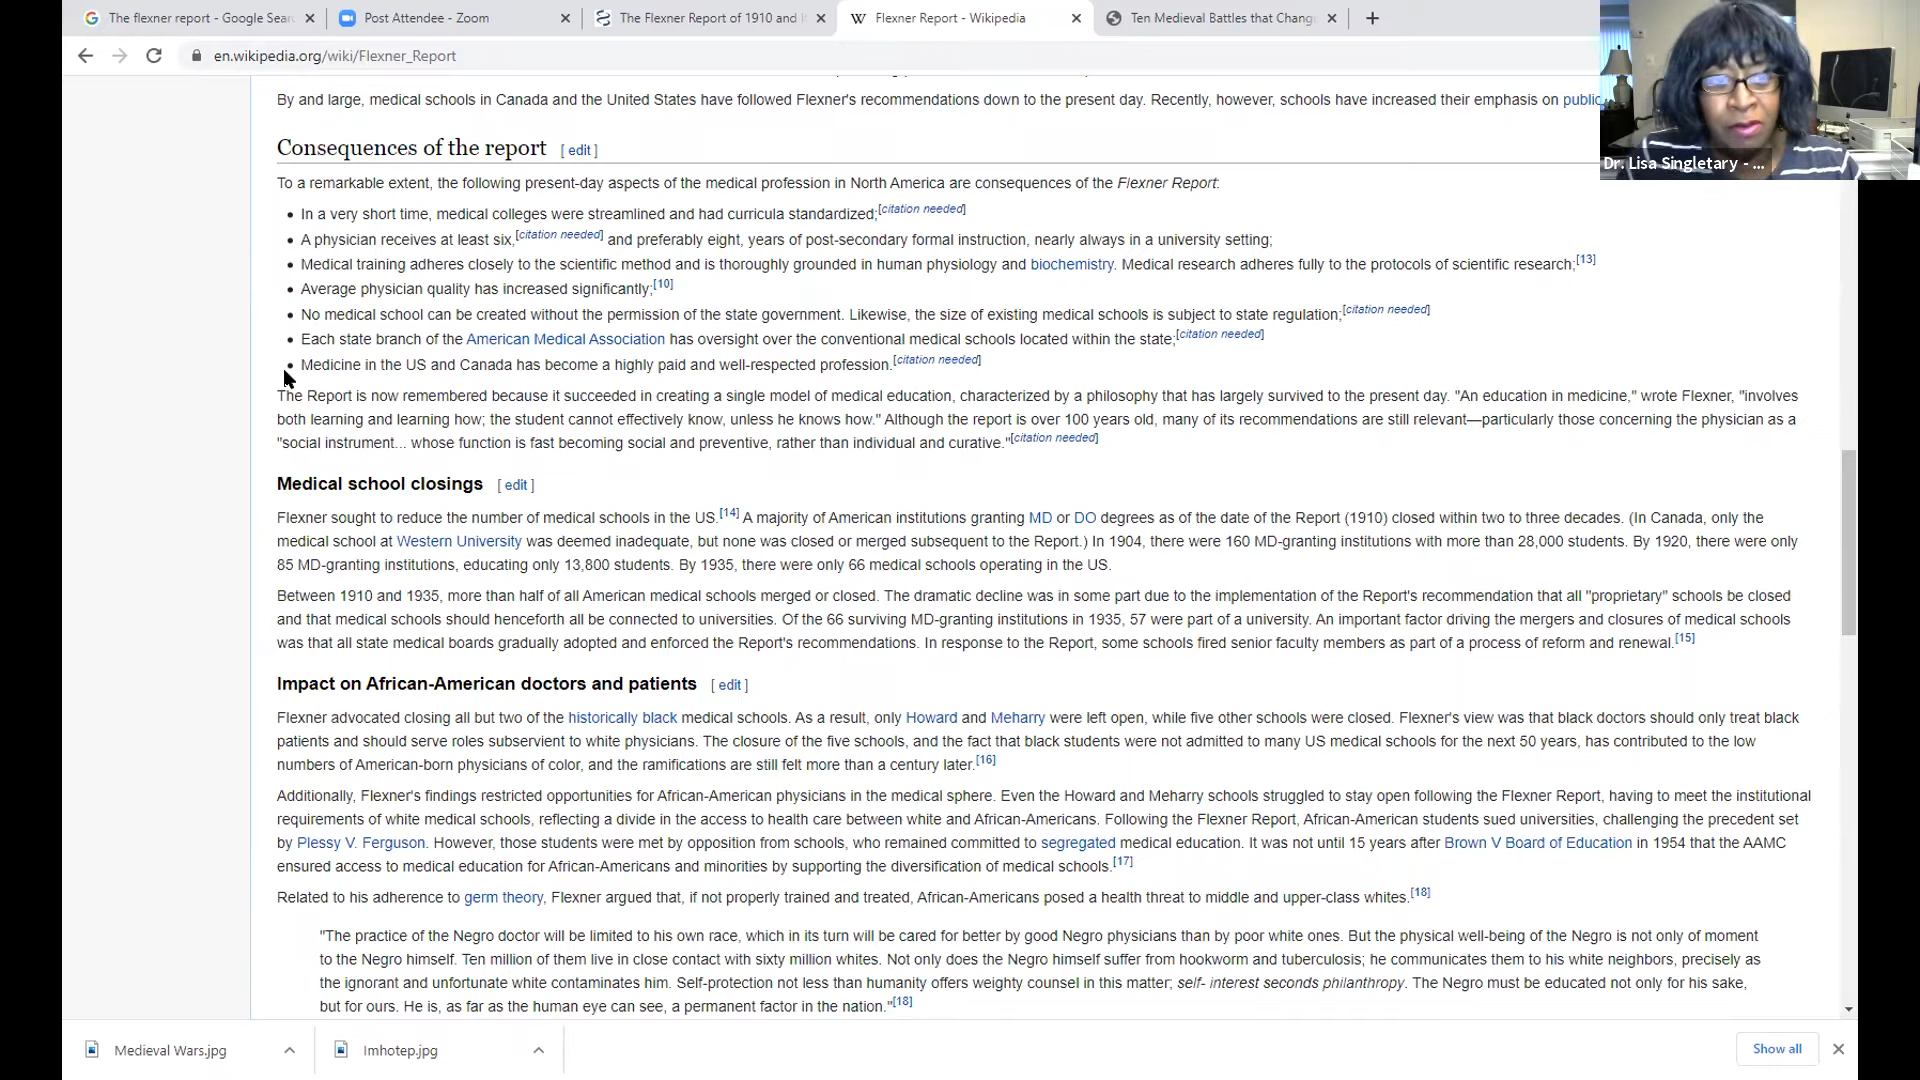 The flexner report - Google Sear
Post Attendee - Zoom
The Flexner Report of 1910 and
Flexner Report - Wikipedia
Ten Medieval Battles that Chang
en.wikipedia.org/wiki/Flexner_Report
By and large, medical schools in Canada and the United States have followed Flexner's recommendations down to the present day. Recently, however, schools have increased their emphasis on public
Dr. Lisa Singletary - ...
Consequences of the report [ edit ]
To a remarkable extent, the following present-day aspects of the medical profession in North America are consequences of the Flexner Report:
• In a very short time, medical colleges were streamlined and had curricula standardized;[citation needed]
• A physician receives at least six,[citation needed] and preferably eight, years of post-secondary formal instruction, nearly always in a university setting;
• Medical training adheres closely to the scientific method and is thoroughly grounded in human physiology and biochemistry. Medical research adheres fully to the protocols of scientific research;[13]
• Average physician quality has increased significantly;[10]
• No medical school can be created without the permission of the state government. Likewise, the size of existing medical schools is subject to state regulation;[citation needed]
• Each state branch of the American Medical Association has oversight over the conventional medical schools located within the state;[citation needed]
• Medicine in the US and Canada has become a highly paid and well-respected profession.[citation needed]
The Report is now remembered because it succeeded in creating a single model of medical education, characterized by a philosophy that has largely survived to the present day. "An education in medicine," wrote Flexner, "involves
both learning and learning how; the student cannot effectively know, unless he knows how." Although the report is over 100 years old, many of its recommendations are still relevant—particularly those concerning the physician as a
"social instrument... whose function is fast becoming social and preventive, rather than individual and curative."[citation needed]
Medical school closings [ edit ]
Flexner sought to reduce the number of medical schools in the US.[14] A majority of American institutions granting MD or DO degrees as of the date of the Report (1910) closed within two to three decades. (In Canada, only the
medical school at Western University was deemed inadequate, but none was closed or merged subsequent to the Report.) In 1904, there were 160 MD-granting institutions with more than 28,000 students. By 1920, there were only
85 MD-granting institutions, educating only 13,800 students. By 1935, there were only 66 medical schools operating in the US.
Between 1910 and 1935, more than half of all American medical schools merged or closed. The dramatic decline was in some part due to the implementation of the Report's recommendation that all "proprietary" schools be closed
and that medical schools should henceforth all be connected to universities. Of the 66 surviving MD-granting institutions in 1935, 57 were part of a university. An important factor driving the mergers and closures of medical schools
was that all state medical boards gradually adopted and enforced the Report's recommendations. In response to the Report, some schools fired senior faculty members as part of a process of reform and renewal.[15]
Impact on African-American doctors and patients [ edit ]
Flexner advocated closing all but two of the historically black medical schools. As a result, only Howard and Meharry were left open, while five other schools were closed. Flexner's view was that black doctors should only treat black
patients and should serve roles subservient to white physicians. The closure of the five schools, and the fact that black students were not admitted to many US medical schools for the next 50 years, has contributed to the low
numbers of American-born physicians of color, and the ramifications are still felt more than a century later.[16]
Additionally, Flexner's findings restricted opportunities for African-American physicians in the medical sphere. Even the Howard and Meharry schools struggled to stay open following the Flexner Report, having to meet the institutional
requirements of white medical schools, reflecting a divide in the access to health care between white and African-Americans. Following the Flexner Report, African-American students sued universities, challenging the precedent set
by Plessy V. Ferguson. However, those students were met by opposition from schools, who remained committed to segregated medical education. It was not until 15 years after Brown V Board of Education in 1954 that the AAMC
ensured access to medical education for African-Americans and minorities by supporting the diversification of medical schools.[17]
Related to his adherence to germ theory, Flexner argued that, if not properly trained and treated, African-Americans posed a health threat to middle and upper-class whites.[18]
"The practice of the Negro doctor will be limited to his own race, which in its turn will be cared for better by good Negro physicians than by poor white ones. But the physical well-being of the Negro is not only of moment
to the Negro himself. Ten million of them live in close contact with sixty million whites. Not only does the Negro himself suffer from hookworm and tuberculosis; he communicates them to his white neighbors, precisely as
the ignorant and unfortunate white contaminates him. Self-protection not less than humanity offers weighty counsel in this matter; self- interest seconds philanthropy. The Negro must be educated not only for his sake,
but for ours. He is, as far as the human eye can see, a permanent factor in the nation."[18]
Medieval Wars.jpg
Imhotep.jpg
Show all